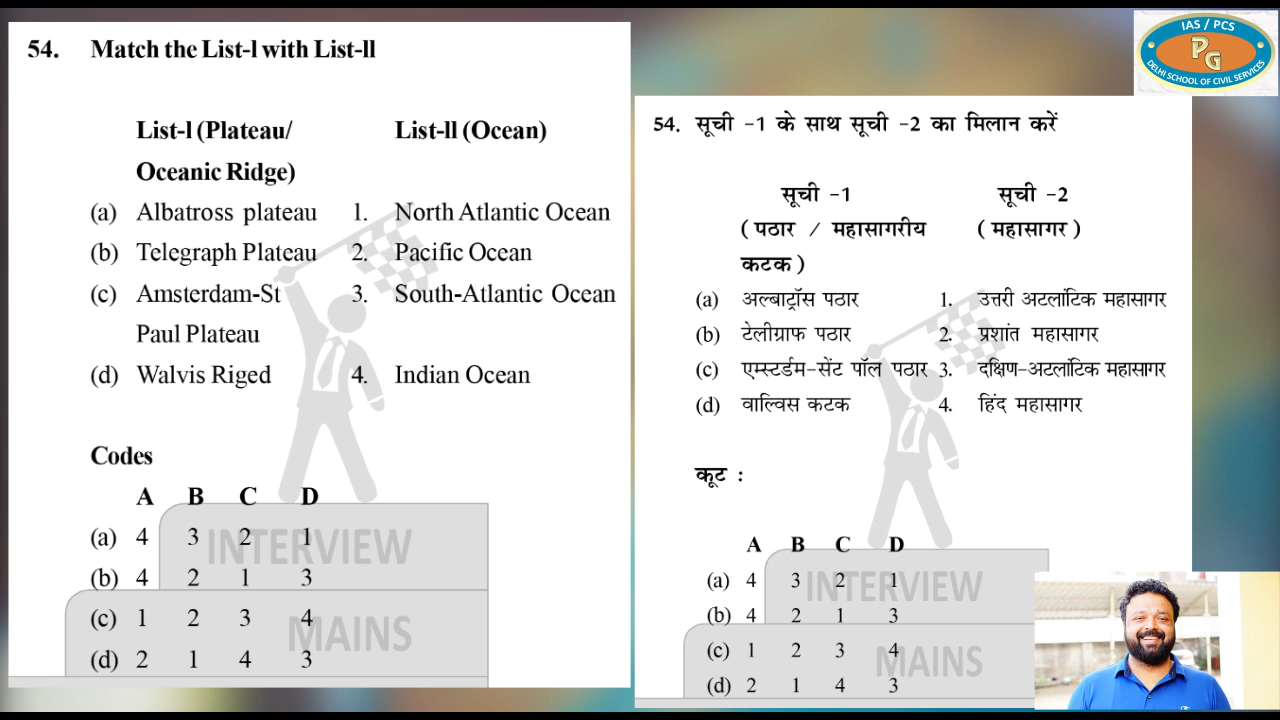 54. Match the List-l with List-ll
List-l (Plateau/ List-ll (Ocean)
Oceanic Ridge)
(a) Albatross plateau 1. North Atlantic Ocean
(b) Telegraph Plateau 2. Pacific Ocean
(c) Amsterdam-St 3. South-Atlantic Ocean
Paul Plateau
(d) Walvis Riged 4. Indian Ocean
Codes
A B C D
(a) 4 3 2 1
(b) 4 2 1 3
(c) 1 2 3 4
(d) 2 1 4 3
INTERVIEW
MAINS
IAS / PCS
PG
DELHI SCHOOL OF CIVIL SERVICES
54. सूची -1 के साथ सूची -2 का मिलान करें
सूची -1 सूची -2
( पठार / महासागरीय ( महासागर )
कटक )
(a) अल्बाट्रॉस पठार 1. उत्तरी अटलांटिक महासागर
(b) टेलीग्राफ पठार 2. प्रशांत महासागर
(c) एम्स्टर्डम-सेंट पॉल पठार 3. दक्षिण-अटलांटिक महासागर
(d) वाल्विस कटक 4. हिंद महासागर
कूट :
A B C D
(a) 4 3 2 1
(b) 4 2 1 3
(c) 1 2 3 4
(d) 2 1 4 3
INTERVIEW
MAINS